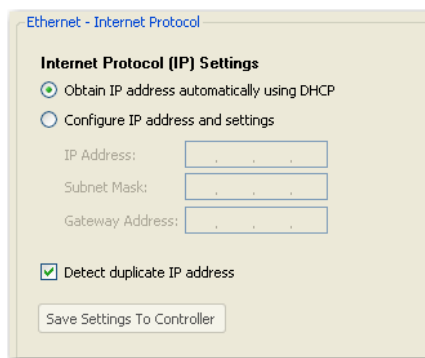 Ethernet - Internet Protocol
Internet Protocol (IP) Settings
Obtain IP address automatically using DHCP
Configure IP address and settings
IP Address: . . .
Subnet Mask: . . .
Gateway Address: . . .
Detect duplicate IP address
Save Settings To Controller